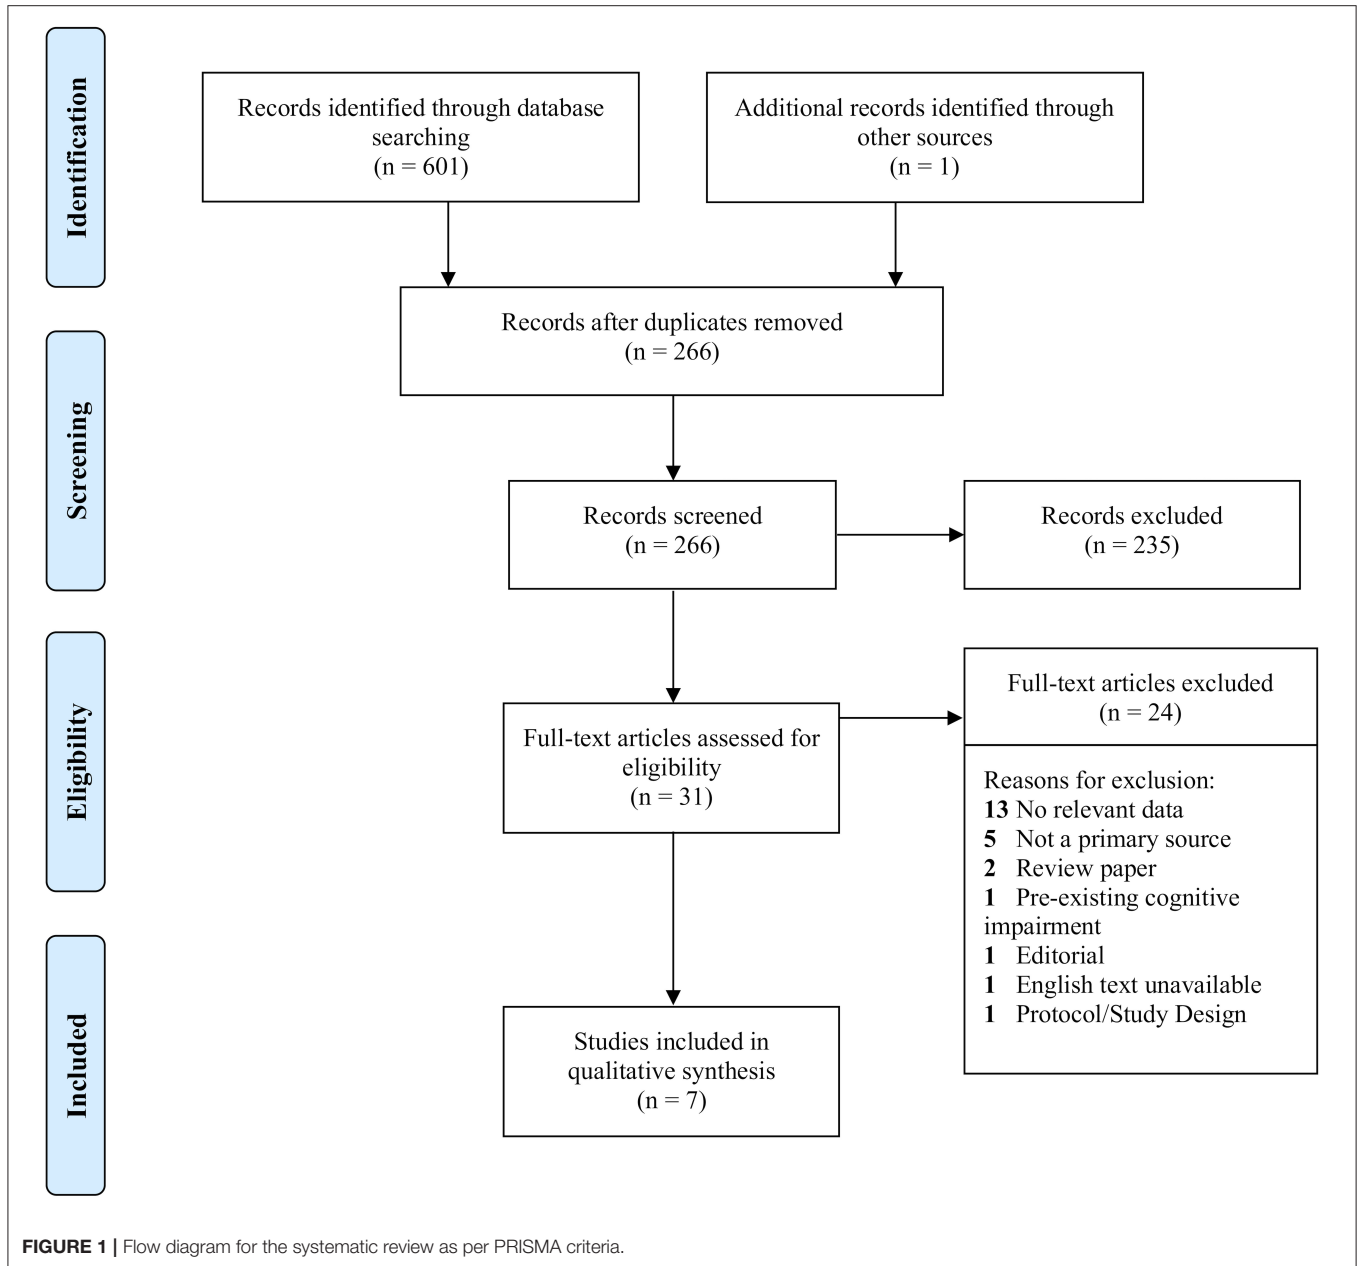 Identification
Records identified through database
searching
(n = 601)
Additional records identified through
other sources
(n = 1)
Records after duplicates removed
(n = 266)
Screening
Records screened
(n = 266)
Records excluded
(n = 235)
Eligibility
Full-text articles assessed for
eligibility
(n = 31)
Full-text articles excluded
(n = 24)
Reasons for exclusion:
13 No relevant data
5 Not a primary source
2 Review paper
1 Pre-existing cognitive
impairment
1 Editorial
1 English text unavailable
1 Protocol/Study Design
Included
Studies included in
qualitative synthesis
(n = 7)
FIGURE 1 | Flow diagram for the systematic review as per PRISMA criteria.